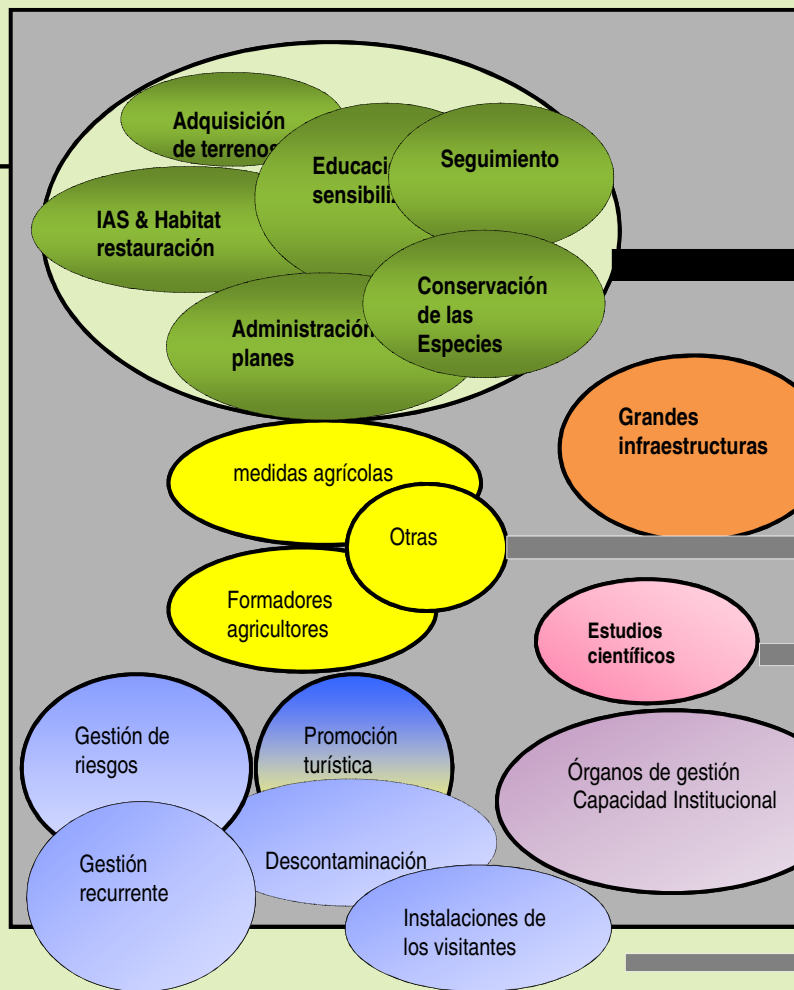 Adquisición
de terrenos
Seguimiento
IAS & Habitat
restauración
Conservación
de las
Especies
Administración
planes
Grandes
infraestructuras
medidas agrícolas
Otras
Formadores
agricultores
Estudios
científicos
Gestión de
riesgos
Promoción
turística
Órganos de gestión
Capacidad Institucional
Gestión
recurrente
Descontaminación
Instalaciones de
los visitantes